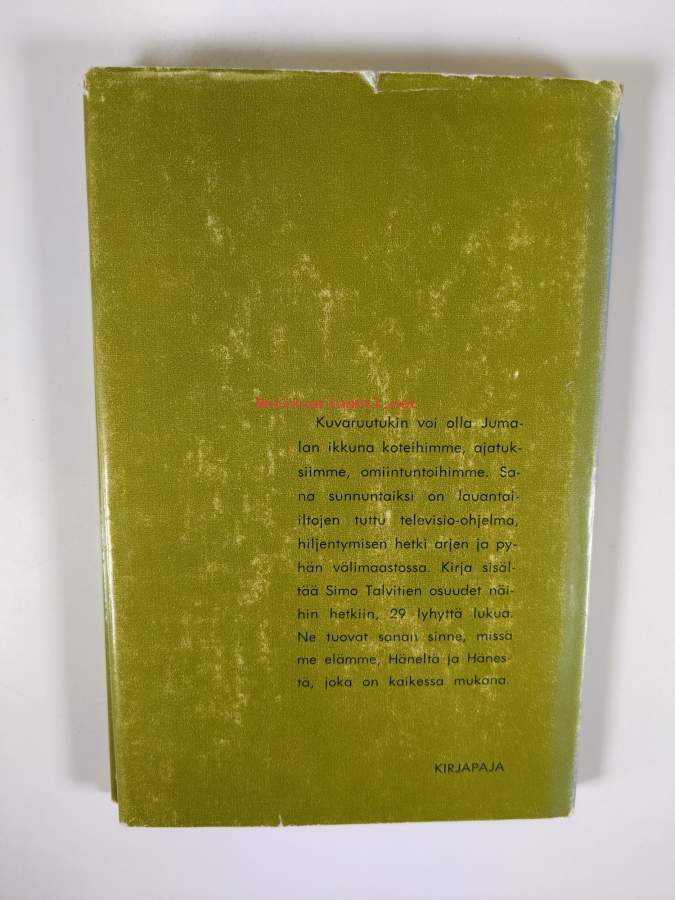 antikvariaatti.net
Kuvaruutukin voi olla Juma-
lan ikkuna koteihimme, ajatuk-
siimme, omiintuntoihimme. Sa-
na sunnuntaiksi on lauantai-
iltojen tuttu televisio-ohjelma,
hiljentymisen hetki arjen ja py-
hän välimaastossa. Kirja sisäl-
tää Simo Talvitien osuudet näi-
hin hetkiin, 29 lyhyttä lukua.
Ne tuovat sanan sinne, missä
me elämme, Häneltä ja Hänes-
tä, joka on kaikessa mukana.
KIRJAPAJA